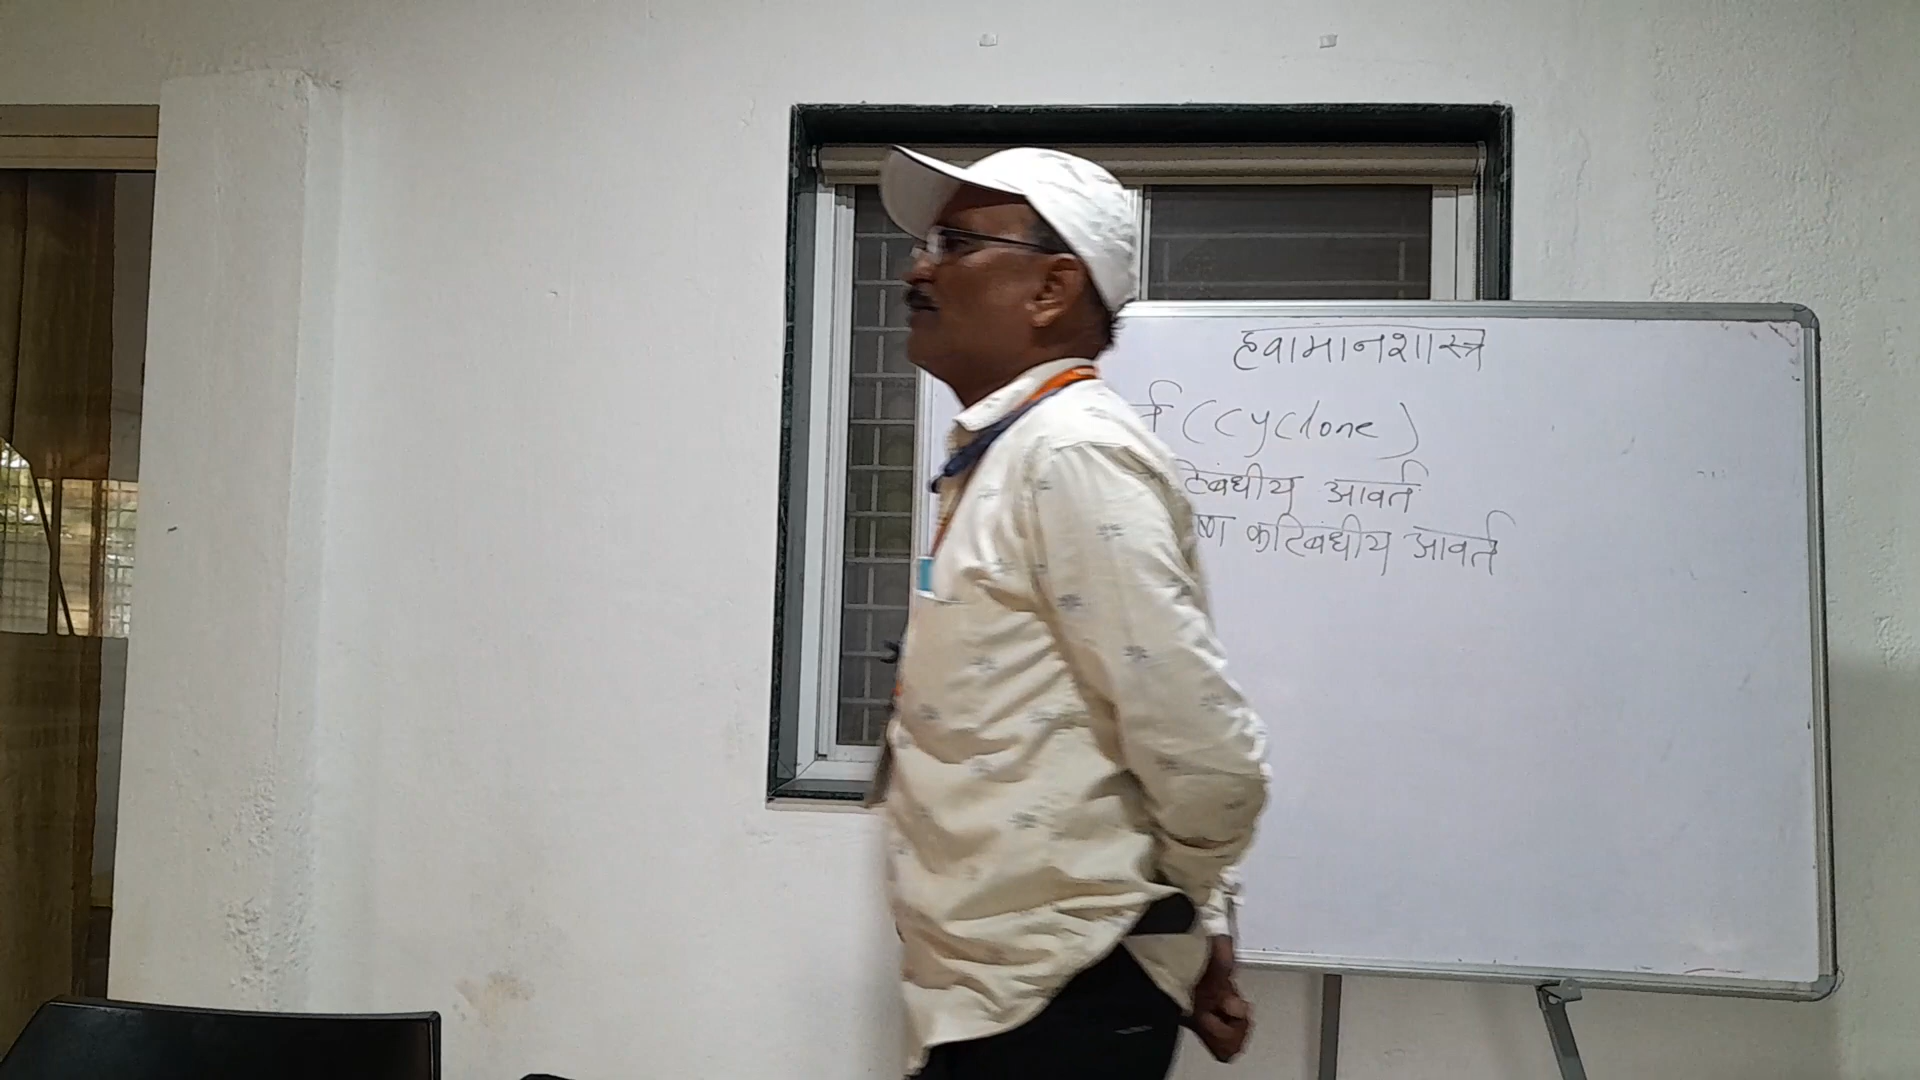 हवामानशास्त्र
(Cyclone)
आवर्त
कटिबंधीय आवर्त